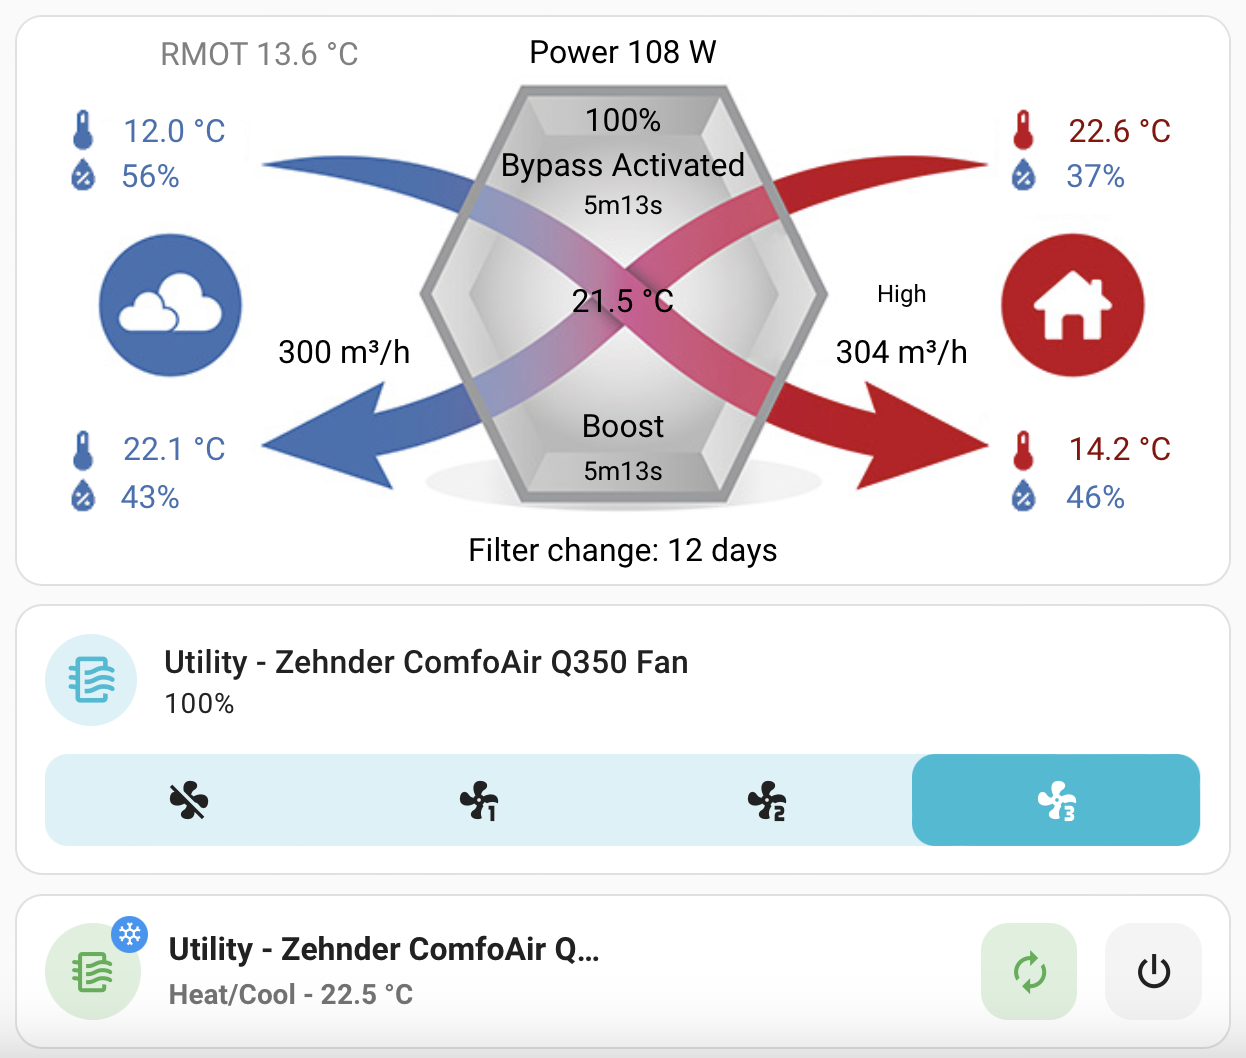 RMOT 13.6 °C
Power 108 W
100%
12.0 °C
22.6 °C
Bypass Activated
56%
37%
5m13s
21.5 °C
High
300 m³/h
304 m³/h
Boost
22.1 °C
14.2 °C
5m13s
43%
46%
Filter change: 12 days
Utility - Zehnder ComfoAir Q350 Fan
100%
1
2
3
Utility - Zehnder ComfoAir Q...
Heat/Cool - 22.5 °C